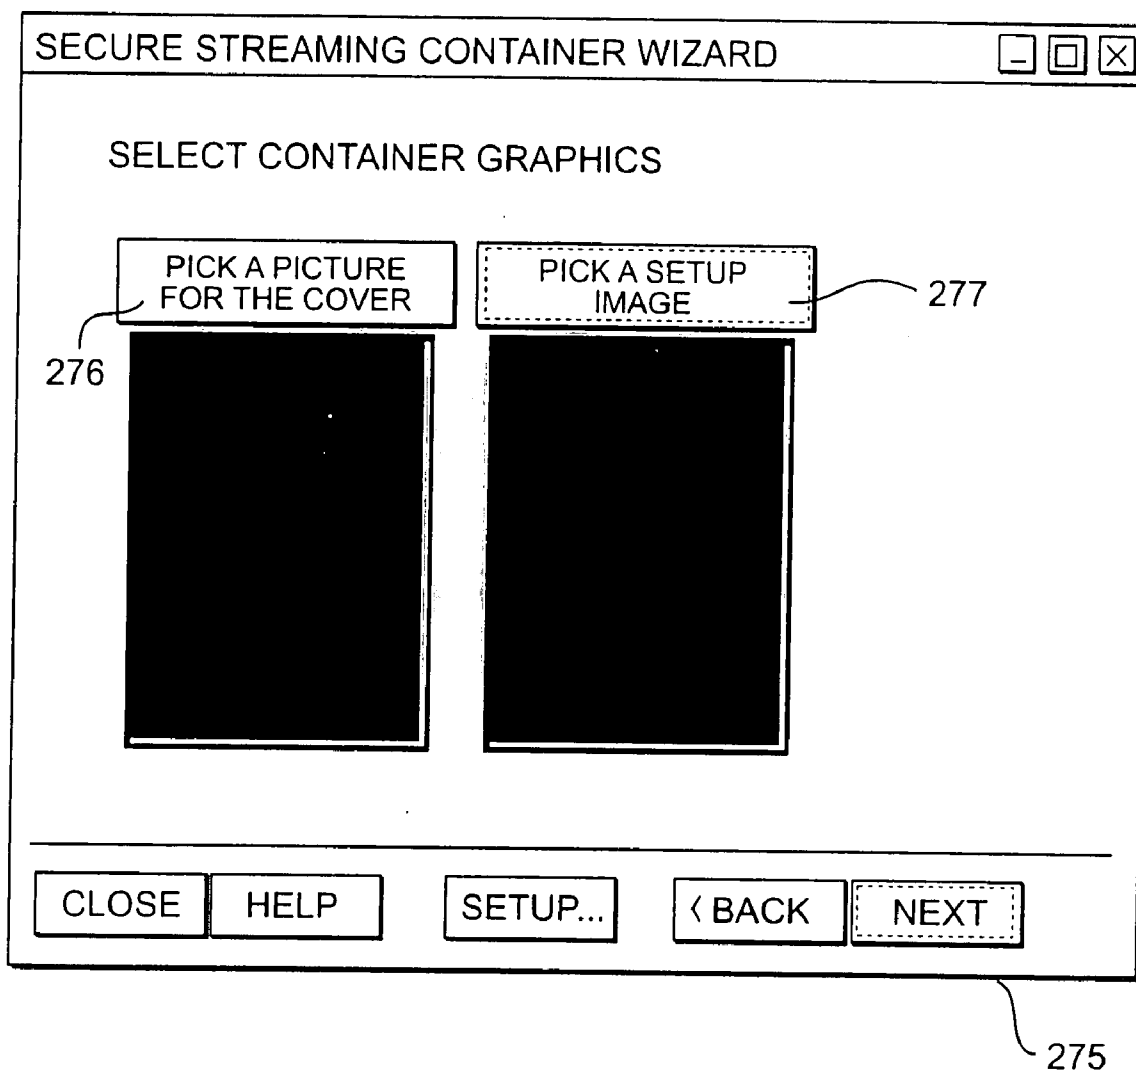 SECURE STREAMING CONTAINER WIZARD
SELECT CONTAINER GRAPHICS
PICK A PICTURE
FOR THE COVER
PICK A SETUP
IMAGE
277
276
CLOSE
HELP
SETUP...
< BACK
NEXT
275